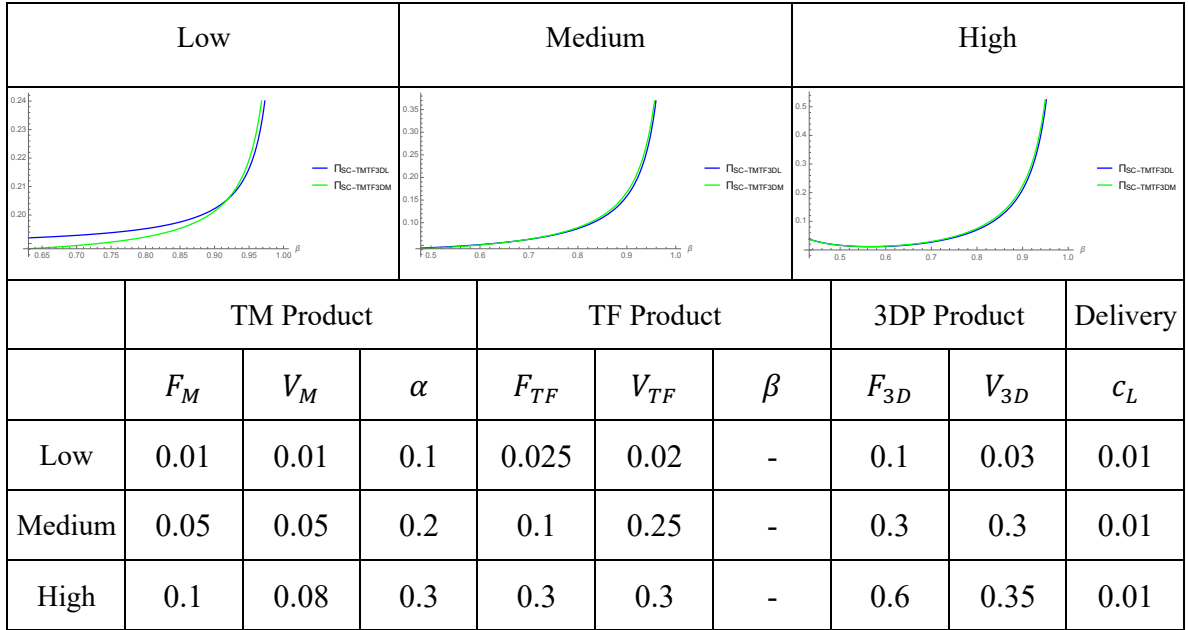 Low Medium High
0.24
0.23
0.22
0.21
0.20
0.65 0.70 0.75 0.80 0.85 0.90 0.95 1.00 β
ΠSC-TMTF3DL
ΠSC-TMTF3DM
0.35
0.30
0.25
0.20
0.15
0.10
0.5 0.6 0.7 0.8 0.9 1.0 β
ΠSC-TMTF3DL
ΠSC-TMTF3DM
0.5
0.4
0.3
0.2
0.1
0.5 0.6 0.7 0.8 0.9 1.0 β
ΠSC-TMTF3DL
ΠSC-TMTF3DM
TM Product TF Product 3DP Product Delivery
F_M V_M α F_TF V_TF β F_3D V_3D c_L
Low 0.01 0.01 0.1 0.025 0.02 - 0.1 0.03 0.01
Medium 0.05 0.05 0.2 0.1 0.25 - 0.3 0.3 0.01
High 0.1 0.08 0.3 0.3 0.3 - 0.6 0.35 0.01